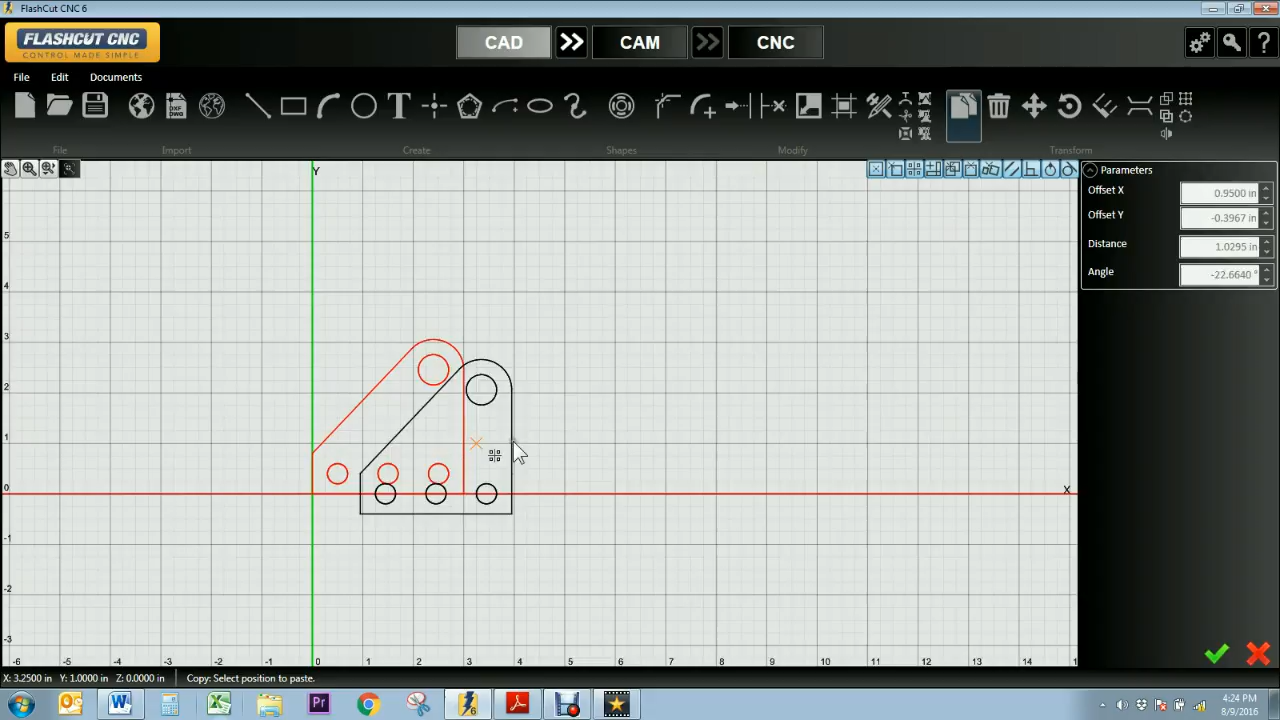 FlashCut CNC 6
FLASHCUT CNC
CONTROL MADE SIMPLE
CAD
CAM
CNC
File
Edit
Documents
File
Import
Create
Shapes
Modify
Transform
Parameters
Offset X
0.9500 in
Offset Y
-0.3967 in
Distance
1.0295 in
Angle
-22.6640 °
Y
X
5
4
3
2
1
0
-1
-2
-3
-6 -5 -4 -3 -2 -1 0 1 2 3 4 5 6 7 8 9 10 11 12 13 14 1
X: 3.2500 in Y: 1.0000 in Z: 0.0000 in
Copy: Select position to paste.
4:24 PM
8/9/2016